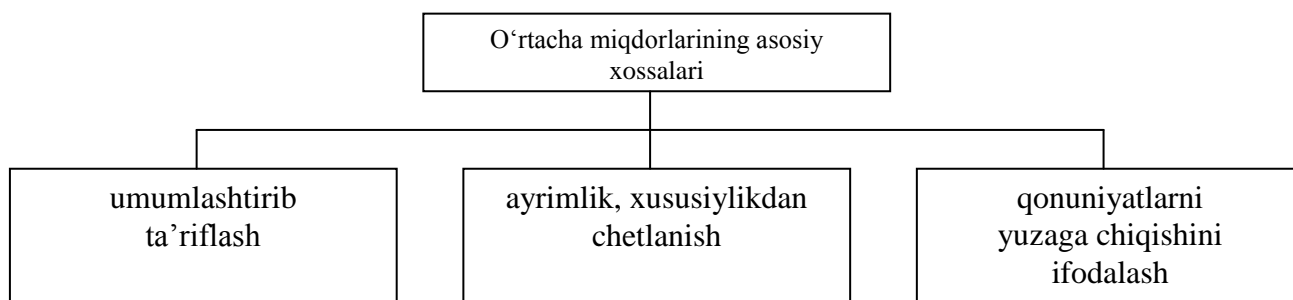 O‘rtacha miqdorlarining asosiy
xossalari
umumlashtirib
ta’riflash
ayrimlik, xususiylikdan
chetlanish
qonuniyatlarni
yuzaga chiqishini
ifodalash